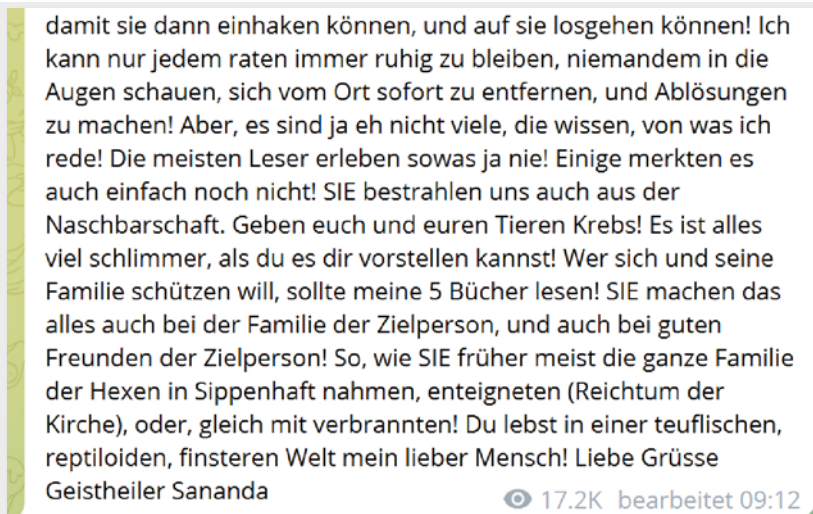 damit sie dann einhaken können, und auf sie losgehen können! Ich
kann nur jedem raten immer ruhig zu bleiben, niemandem in die
Augen schauen, sich vom Ort sofort zu entfernen, und Ablösungen
zu machen! Aber, es sind ja eh nicht viele, die wissen, von was ich
rede! Die meisten Leser erleben sowas ja nie! Einige merkten es
auch einfach noch nicht! SIE bestrahlen uns auch aus der
Naschbarschaft. Geben euch und euren Tieren Krebs! Es ist alles
viel schlimmer, als du es dir vorstellen kannst! Wer sich und seine
Familie schützen will, sollte meine 5 Bücher lesen! SIE machen das
alles auch bei der Familie der Zielperson, und auch bei guten
Freunden der Zielperson! So, wie SIE früher meist die ganze Familie
der Hexen in Sippenhaft nahmen, enteigneten (Reichtum der
Kirche), oder, gleich mit verbrannten! Du lebst in einer teuflischen,
reptiloiden, finsteren Welt mein lieber Mensch! Liebe Grüsse
Geistheiler Sananda
17.2K bearbeitet 09:12